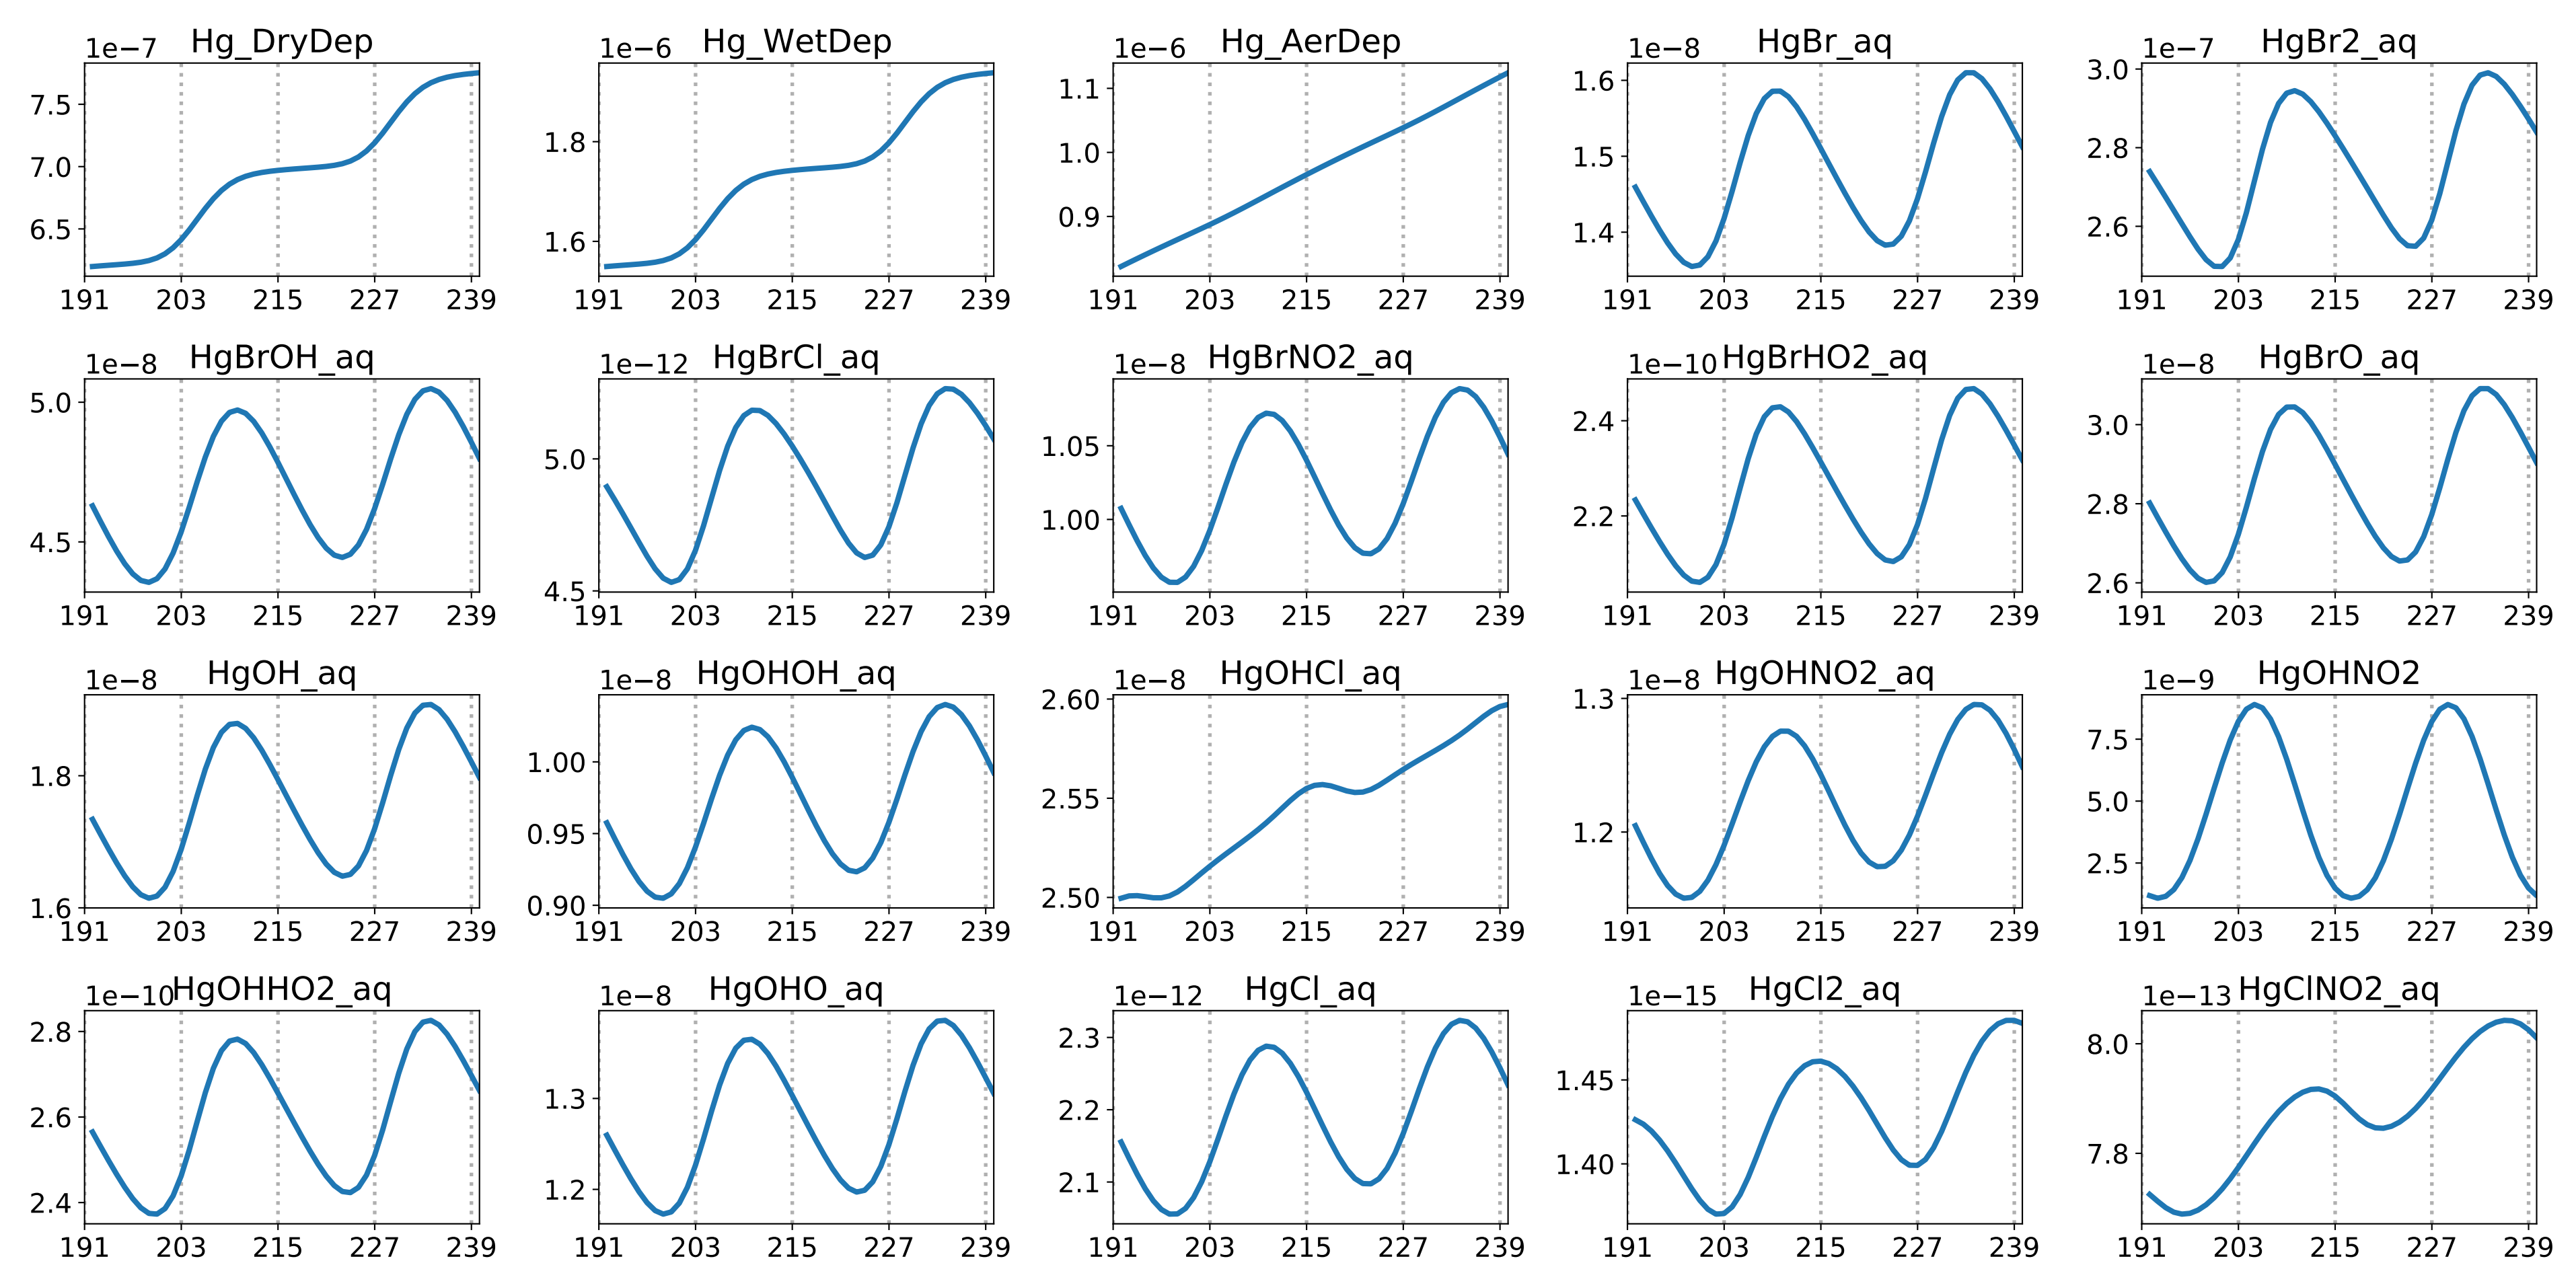 1e−7 Hg_DryDep
7.5
7.0
6.5
191 203 215 227 239
1e−6 Hg_WetDep
1.8
1.6
191 203 215 227 239
1e−6 Hg_AerDep
1.1
1.0
0.9
191 203 215 227 239
1e−8 HgBr_aq
1.6
1.5
1.4
191 203 215 227 239
1e−7 HgBr2_aq
3.0
2.8
2.6
191 203 215 227 239
1e−8 HgBrOH_aq
5.0
4.5
191 203 215 227 239
1e−12 HgBrCl_aq
5.0
4.5
191 203 215 227 239
1e−8 HgBrNO2_aq
1.05
1.00
191 203 215 227 239
1e−10 HgBrHO2_aq
2.4
2.2
191 203 215 227 239
1e−8 HgBrO_aq
3.0
2.8
2.6
191 203 215 227 239
1e−8 HgOH_aq
1.8
1.6
191 203 215 227 239
1e−8 HgOHOH_aq
1.00
0.95
0.90
191 203 215 227 239
1e−8 HgOHCl_aq
2.60
2.55
2.50
191 203 215 227 239
1e−8 HgOHNO2_aq
1.3
1.2
191 203 215 227 239
1e−9 HgOHNO2
7.5
5.0
2.5
191 203 215 227 239
1e−10 HgOHHO2_aq
2.8
2.6
2.4
191 203 215 227 239
1e−8 HgOHO_aq
1.3
1.2
191 203 215 227 239
1e−12 HgCl_aq
2.3
2.2
2.1
191 203 215 227 239
1e−15 HgCl2_aq
1.45
1.40
191 203 215 227 239
1e−13 HgClNO2_aq
8.0
7.8
191 203 215 227 239